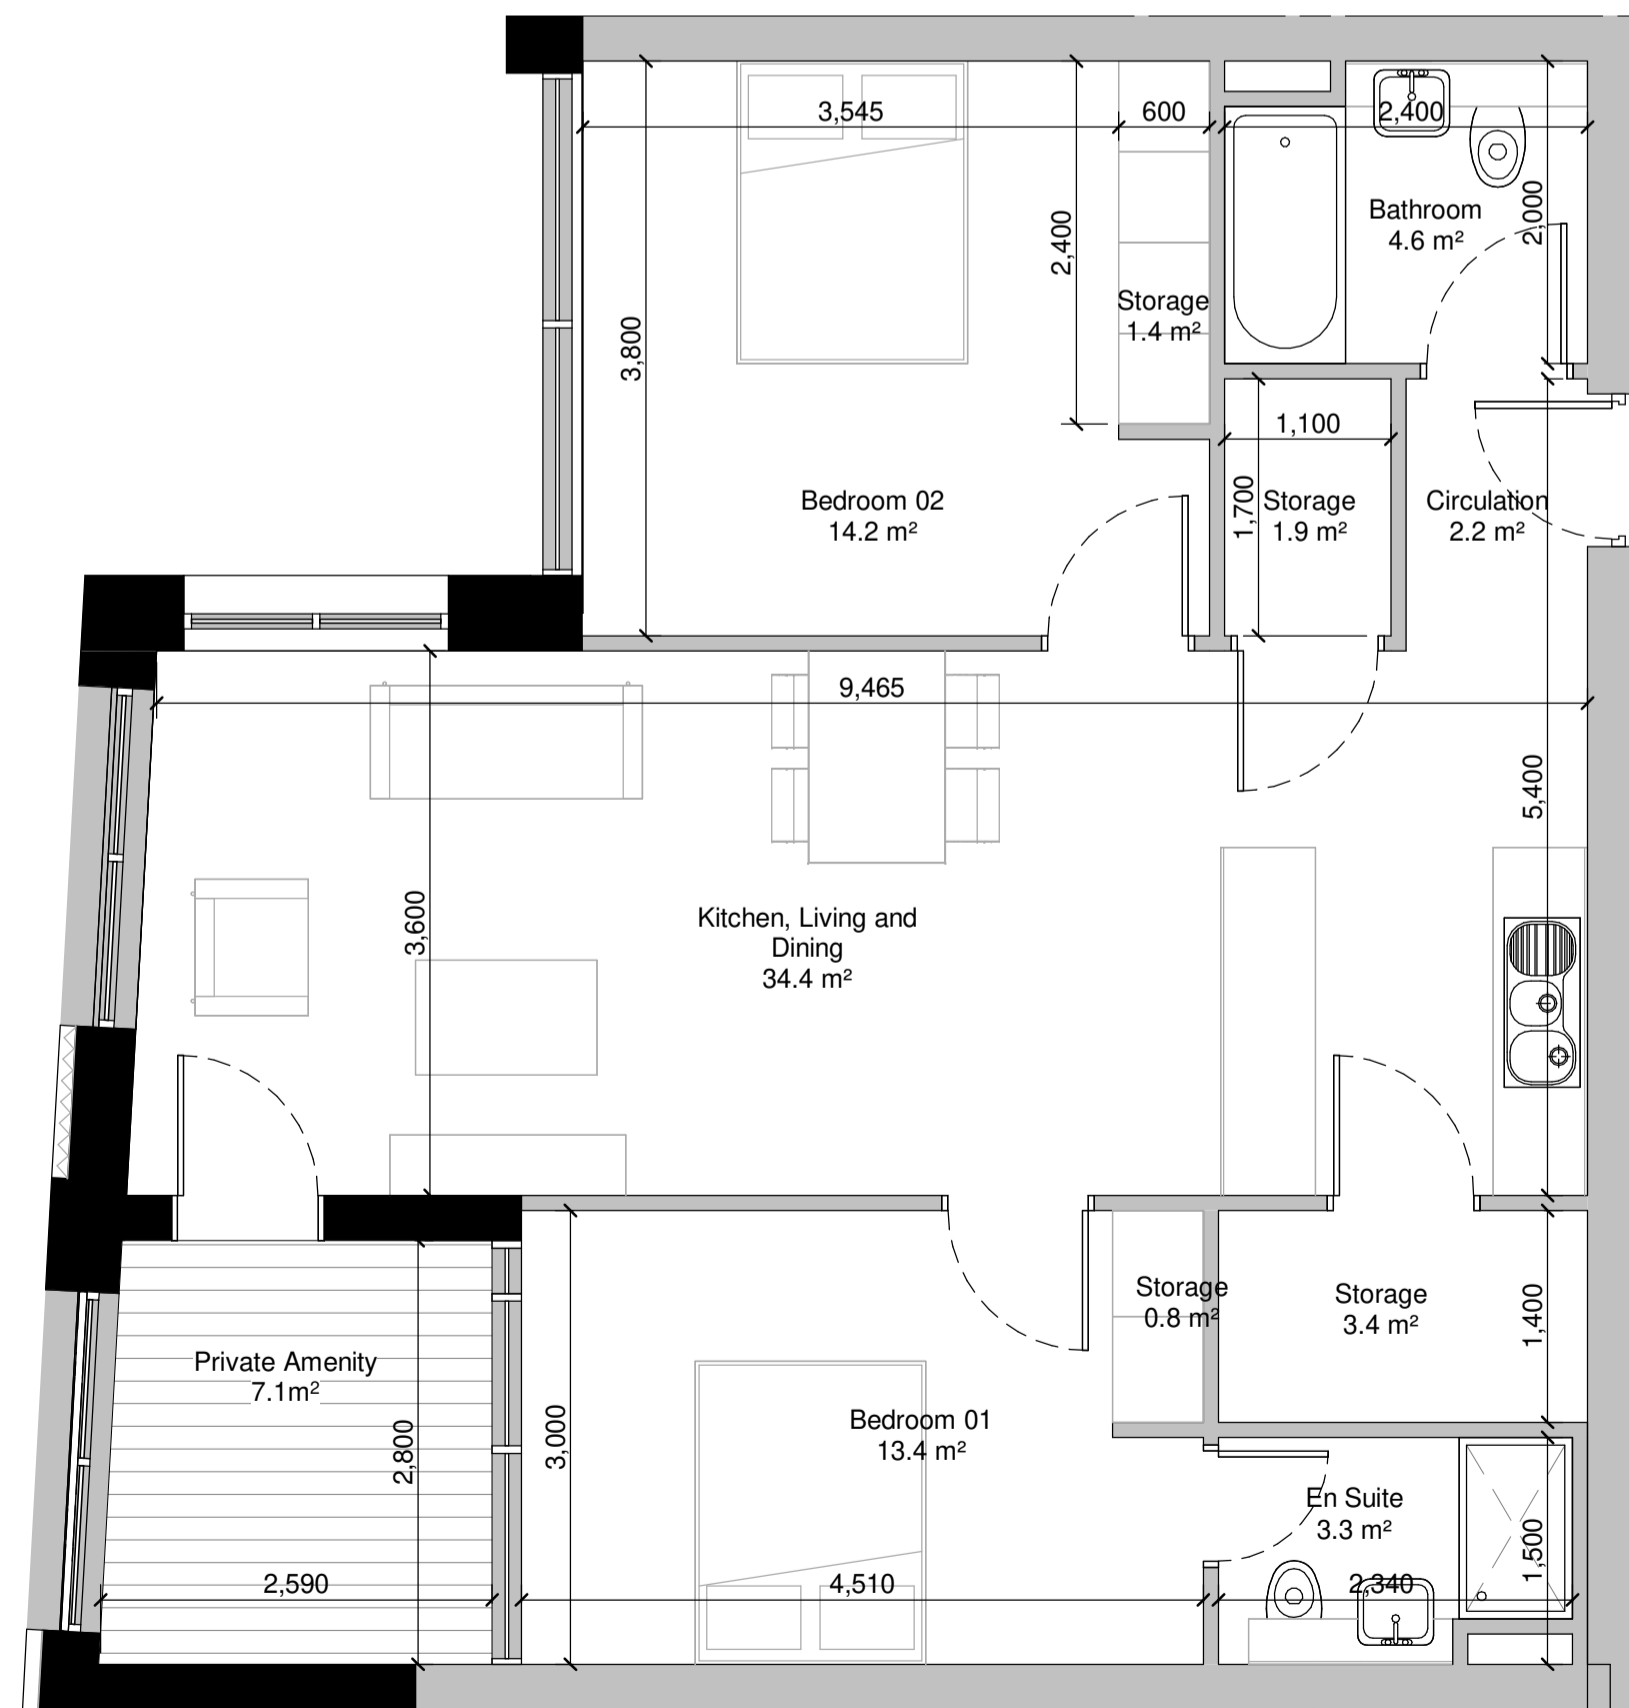 3,545
600
2,400
Bathroom
4.6 m²
2,000
2,400
Storage
1.4 m²
3,800
1,100
Bedroom 02
14.2 m²
1,700
Storage
1.9 m²
Circulation
2.2 m²
9,465
5,400
3,600
Kitchen, Living and
Dining
34.4 m²
Storage
0.8 m²
Storage
3.4 m²
1,400
Private Amenity
7.1m²
2,800
3,000
Bedroom 01
13.4 m²
En Suite
3.3 m²
1,500
2,590
4,510
2,340